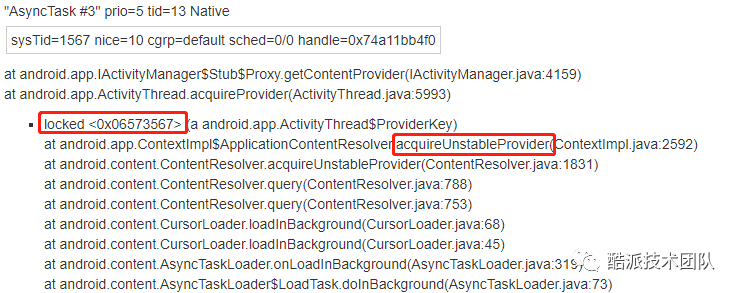 "AsyncTask #3" prio=5 tid=13 Native
sysTid=1567 nice=10 cgrp=default sched=0/0 handle=0x74a11bb4f0
at android.app.IActivityManager$Stub$Proxy.getContentProvider(IActivityManager.java:4159)
at android.app.ActivityThread.acquireProvider(ActivityThread.java:5993)
▪ locked <0x06573567> (a android.app.ActivityThread$ProviderKey)
at android.app.ContextImpl$ApplicationContentResolver.acquireUnstableProvider(ContextImpl.java:2592)
at android.content.ContentResolver.acquireUnstableProvider(ContentResolver.java:1831)
at android.content.ContentResolver.query(ContentResolver.java:788)
at android.content.ContentResolver.query(ContentResolver.java:753)
at android.content.CursorLoader.loadInBackground(CursorLoader.java:68)
at android.content.CursorLoader.loadInBackground(CursorLoader.java:45)
at android.content.AsyncTaskLoader.onLoadInBackground(AsyncTaskLoader.java:319)
at android.content.AsyncTaskLoader$LoadTask.doInBackground(AsyncTaskLoader.java:73)
酷派技术团队